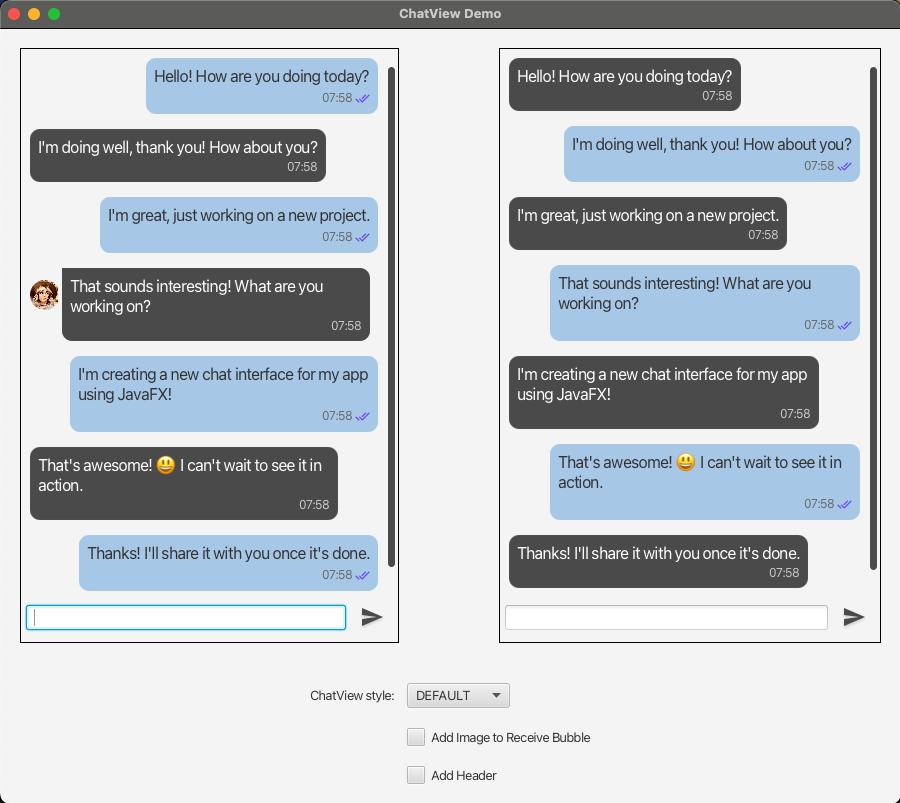 ChatView Demo
Hello! How are you doing today?
07:58
I'm doing well, thank you! How about you?
07:58
I'm great, just working on a new project.
07:58
That sounds interesting! What are you
working on?
07:58
I'm creating a new chat interface for my app
using JavaFX!
07:58
That's awesome! 😃 I can't wait to see it in
action.
07:58
Thanks! I'll share it with you once it's done.
07:58
Hello! How are you doing today?
07:58
I'm doing well, thank you! How about you?
07:58
I'm great, just working on a new project.
07:58
That sounds interesting! What are you
working on?
07:58
I'm creating a new chat interface for my app
using JavaFX!
07:58
That's awesome! 😃 I can't wait to see it in
action.
07:58
Thanks! I'll share it with you once it's done.
07:58
ChatView style: DEFAULT
Add Image to Receive Bubble
Add Header